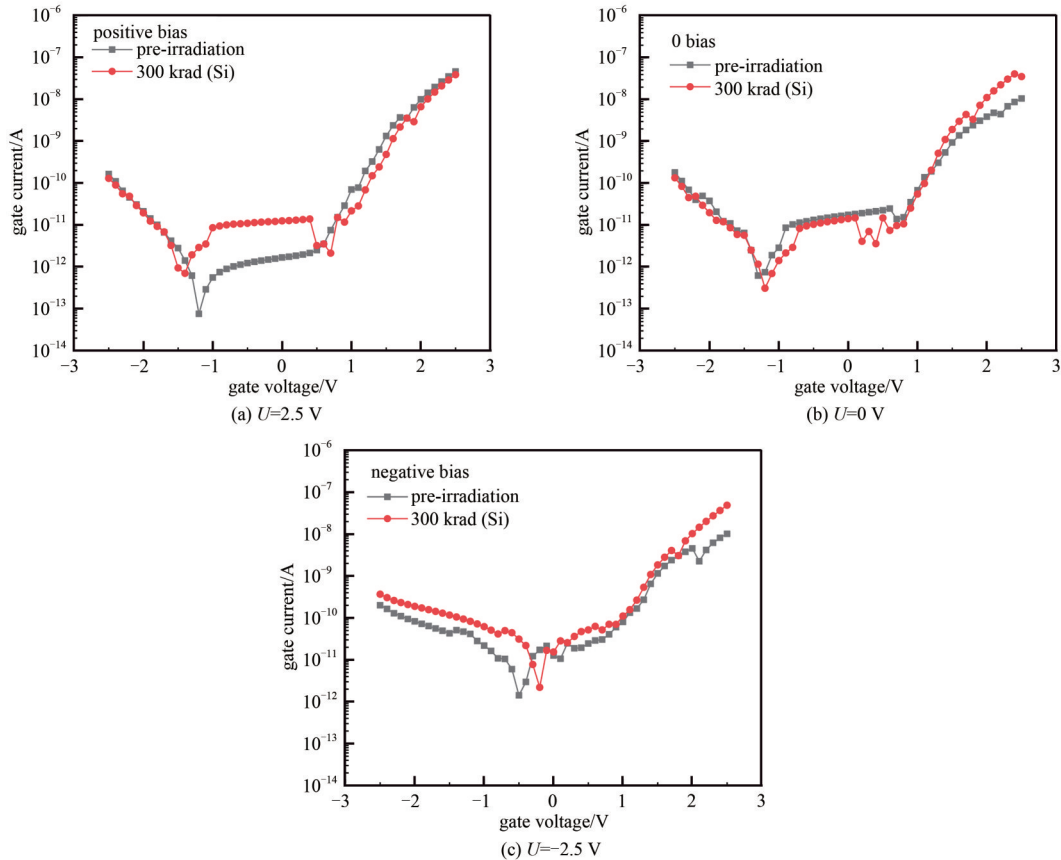 positive bias
pre-irradiation
300 krad (Si)
gate current/A
10⁻⁶
10⁻⁷
10⁻⁸
10⁻⁹
10⁻¹⁰
10⁻¹¹
10⁻¹²
10⁻¹³
10⁻¹⁴
−3 −2 −1 0 1 2 3
gate voltage/V
(a) U=2.5 V
0 bias
pre-irradiation
300 krad (Si)
gate current/A
10⁻⁶
10⁻⁷
10⁻⁸
10⁻⁹
10⁻¹⁰
10⁻¹¹
10⁻¹²
10⁻¹³
10⁻¹⁴
−3 −2 −1 0 1 2 3
gate voltage/V
(b) U=0 V
negative bias
pre-irradiation
300 krad (Si)
gate current/A
10⁻⁶
10⁻⁷
10⁻⁸
10⁻⁹
10⁻¹⁰
10⁻¹¹
10⁻¹²
10⁻¹³
10⁻¹⁴
−3 −2 −1 0 1 2 3
gate voltage/V
(c) U=−2.5 V